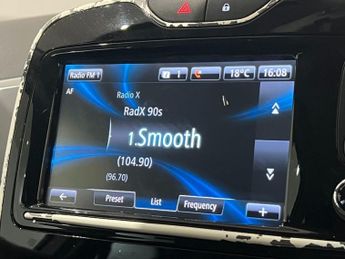 Radio FM 1
i 1
18°C
16:08
AF
Radio X
RadX 90s
1.Smooth
(104.90)
(96.70)
Preset
List
Frequency
+